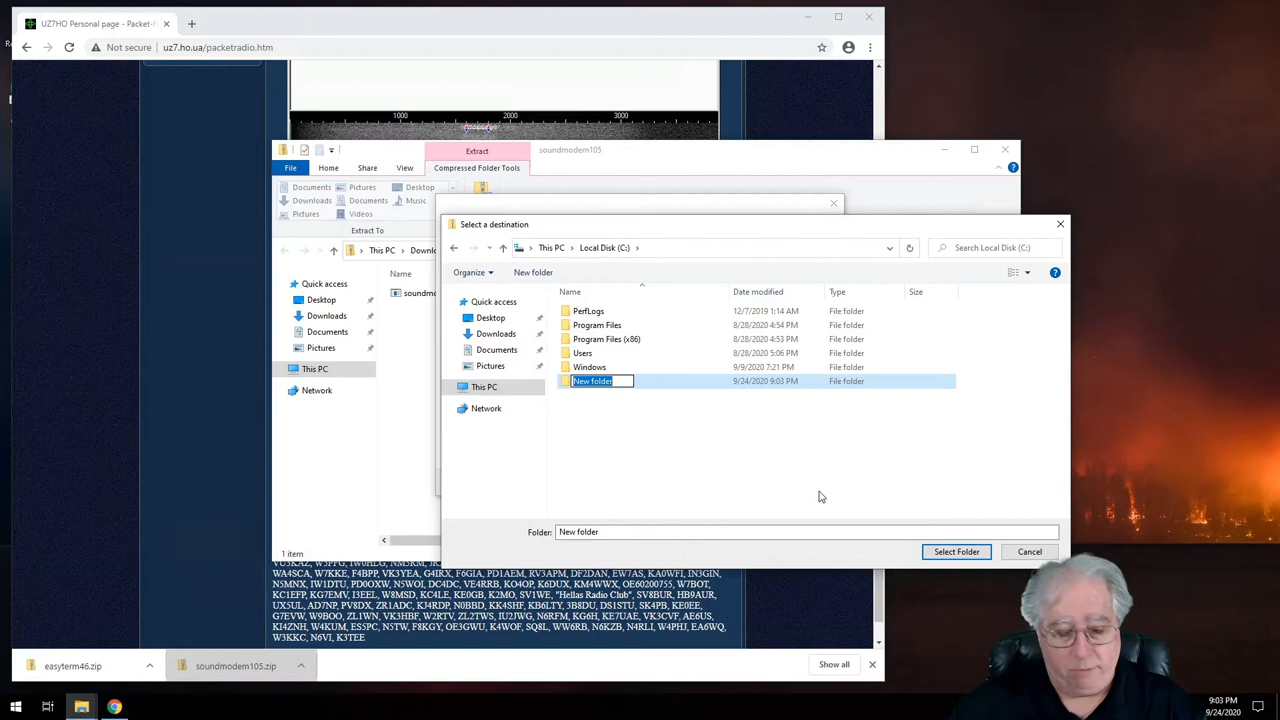 UZ7HO Personal page - Packet-R
Not secure
uz7.ho.ua/packetradio.htm
1000
2000
3000
Extract
soundmodem105
File
Home
Share
View
Compressed Folder Tools
Documents
Pictures
Desktop
Downloads
Documents
Music
Pictures
Videos
Extract To
This PC
Downlo
Name
Quick access
soundmo
Desktop
Downloads
Documents
Pictures
This PC
Network
1 item
Select a destination
This PC
Local Disk (C:)
Search Local Disk (C:)
Organize
New folder
Name
Date modified
Type
Size
Quick access
Desktop
Downloads
Documents
Pictures
This PC
Network
PerfLogs 12/7/2019 1:14 AM File folder
Program Files 8/28/2020 4:54 PM File folder
Program Files (x86) 8/28/2020 4:53 PM File folder
Users 8/28/2020 5:06 PM File folder
Windows 9/9/2020 7:21 PM File folder
New folder 9/24/2020 9:03 PM File folder
Folder: New folder
Select Folder
Cancel
WA4SCA, W7KKE, F4BPP, VK3YEA, G4IRX, F6GIA, PD1AEM, RV3APM, DF2DAN, EW7AS, KA0WFI, IN3GIN,
N5MNX, IW1DTU, PD0OXW, N5WOI, DC4DC, VE4RRB, KO4OP, K6DUX, KM4WWX, OE60200755, W7BOT,
KC1EFP, KG7EMV, I3EEL, W8MSD, KC4LE, KE0GB, K2MO, SV1WE, "Hellas Radio Club", SV8BUR, HB9AUR,
UX5UL, AD7NP, PV8DX, ZR1ADC, KJ4RDP, N0BBD, KK4SHF, KB6LTY, 3B8DU, DS1STU, SK4PB, KE0EE,
G7EVW, W9BOO, ZL1WN, VK3HBF, W2RTV, ZL2TWS, IU2JWG, N6RFM, KG6H, KE7UAE, VK3CVF, AE6US,
KI4ZNH, W4KUM, ES5PC, N5TW, F8KGY, OE3GWU, K4WOF, SQ8L, WW6RB, N6KZB, N4RLI, W4PHJ, EA6WQ,
W3KKC, N6VI, K3TEE
easyterm46.zip
soundmodem105.zip
Show all
9:03 PM
9/24/2020